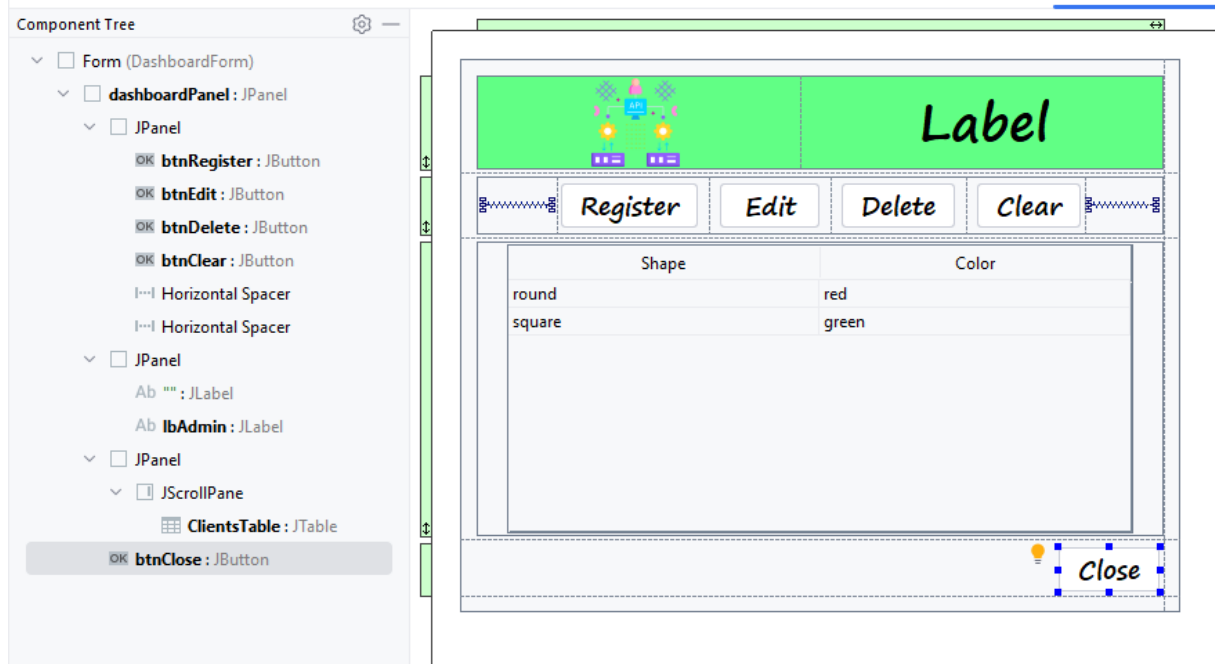 Component Tree
Form (DashboardForm)
dashboardPanel : JPanel
JPanel
OK btnRegister : JButton
OK btnEdit : JButton
OK btnDelete : JButton
OK btnClear : JButton
Horizontal Spacer
Horizontal Spacer
JPanel
Ab "" : JLabel
Ab lbAdmin : JLabel
JPanel
JScrollPane
ClientsTable : JTable
OK btnClose : JButton
API
Label
Register Edit Delete Clear
Shape Color
round red
square green
Close